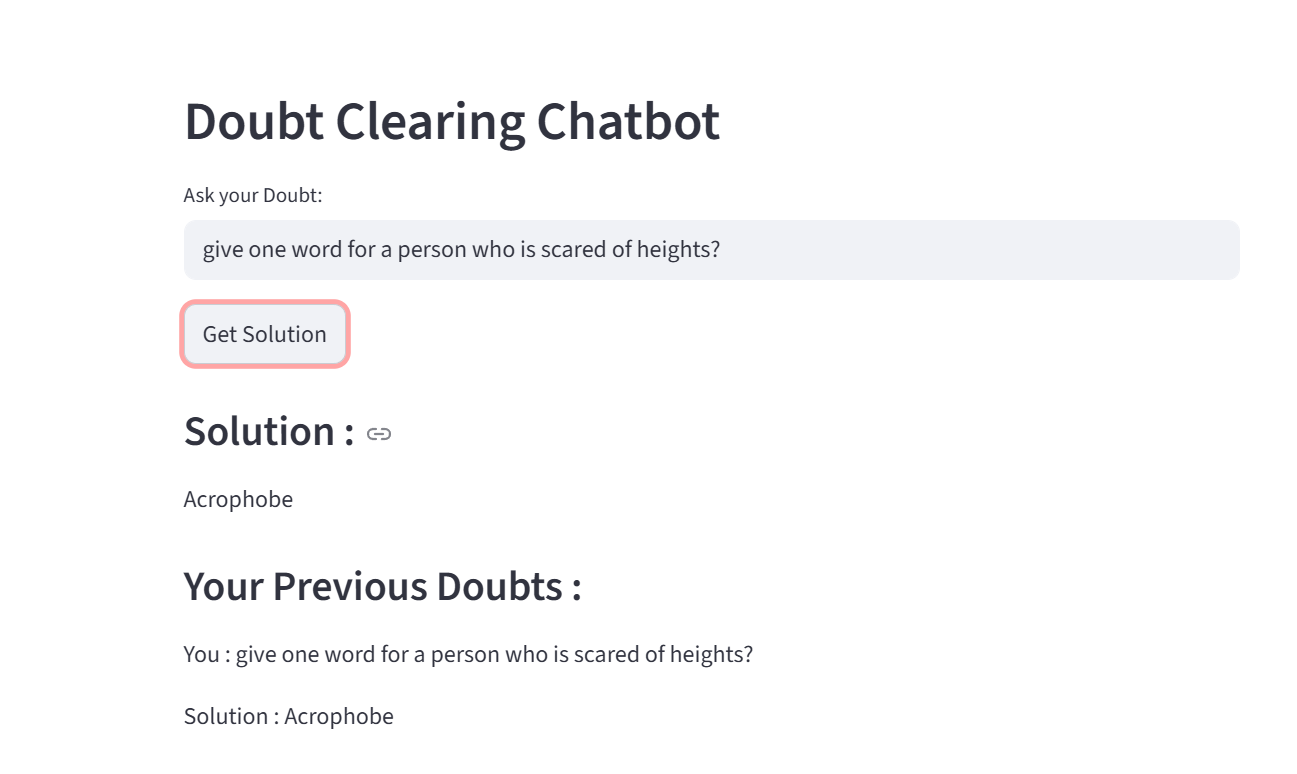 Doubt Clearing Chatbot
Ask your Doubt:
give one word for a person who is scared of heights?
Get Solution
Solution :
Acrophobe
Your Previous Doubts :
You : give one word for a person who is scared of heights?
Solution : Acrophobe